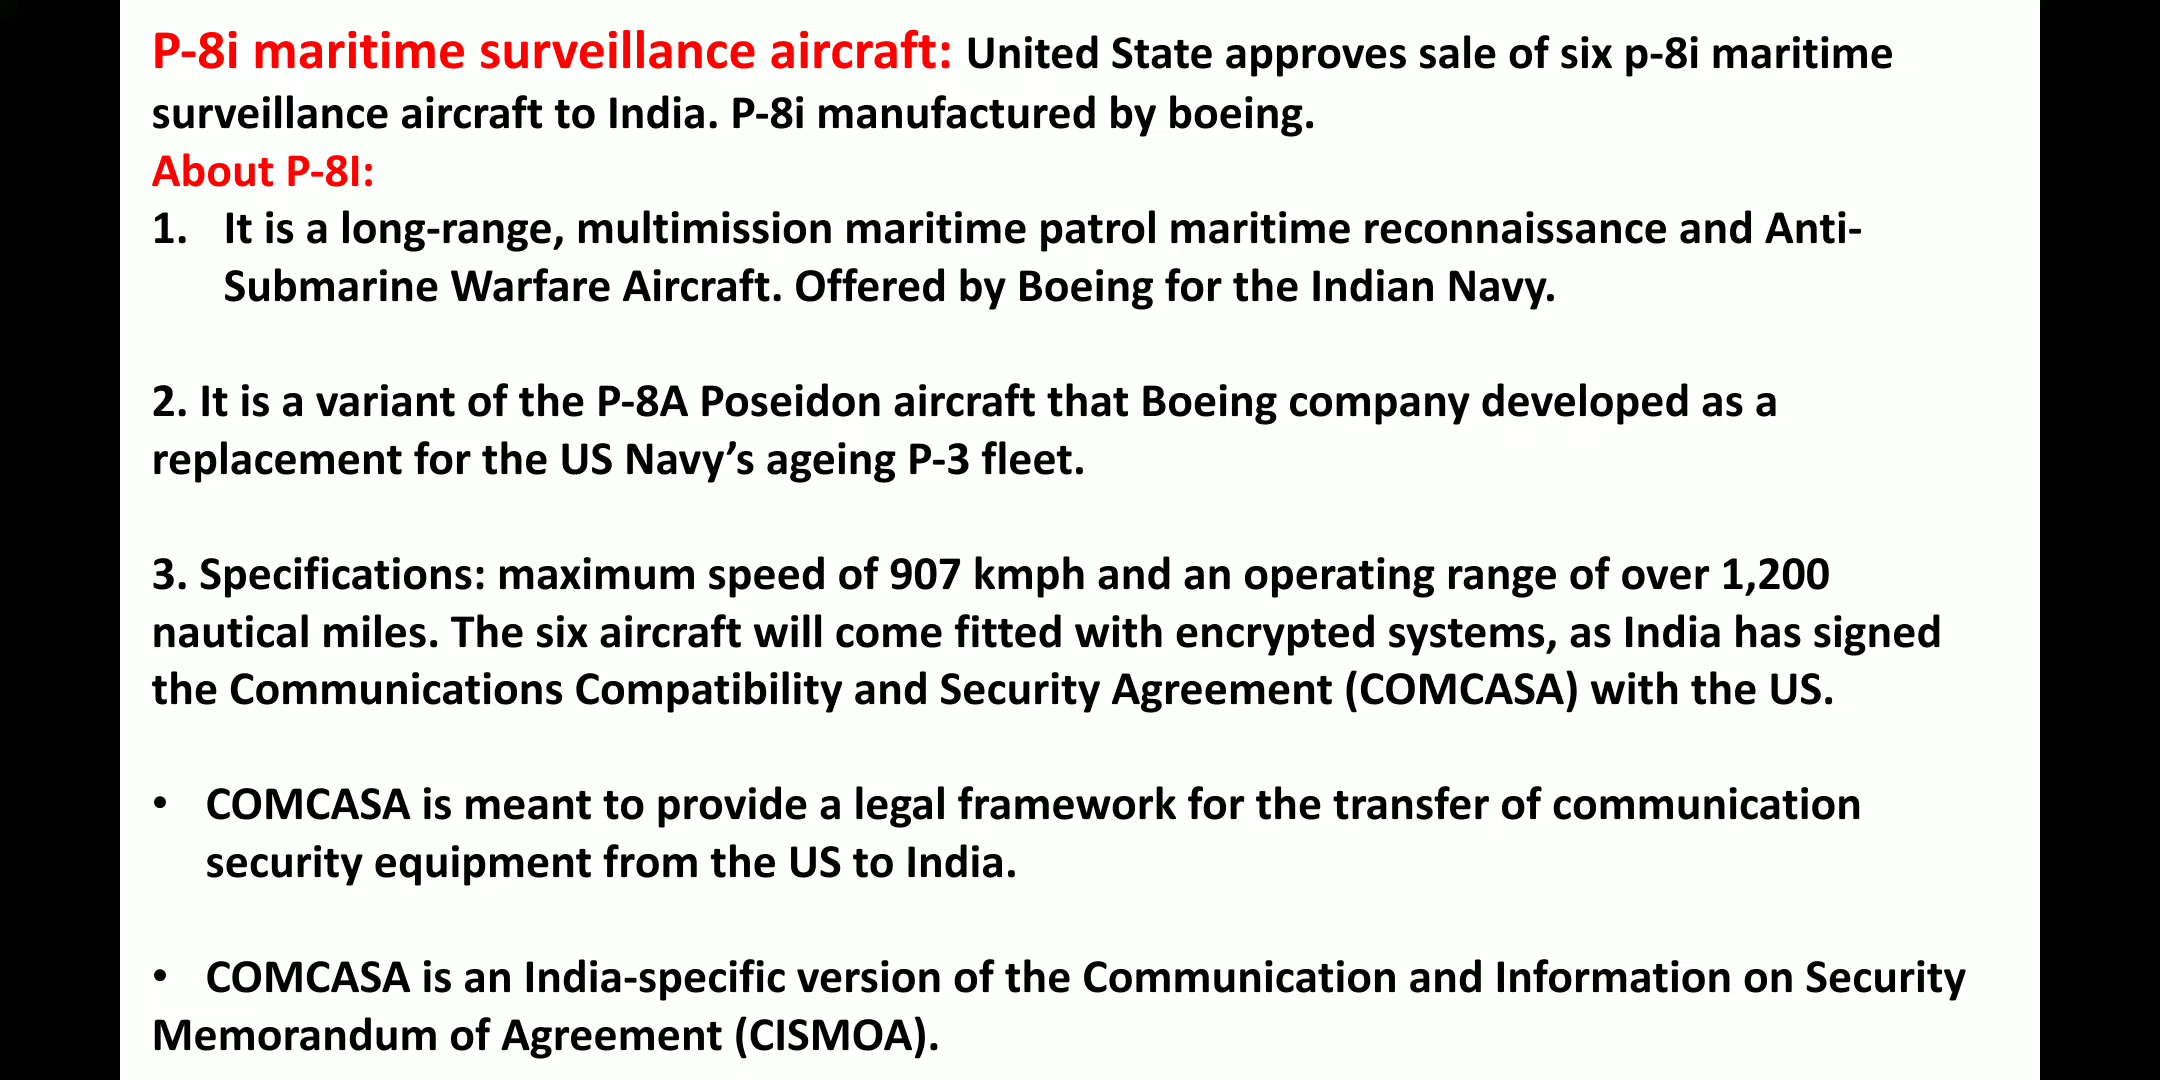 P-8i maritime surveillance aircraft: United State approves sale of six p-8i maritime
surveillance aircraft to India. P-8i manufactured by boeing.
About P-8I:
1. It is a long-range, multimission maritime patrol maritime reconnaissance and Anti-
Submarine Warfare Aircraft. Offered by Boeing for the Indian Navy.
2. It is a variant of the P-8A Poseidon aircraft that Boeing company developed as a
replacement for the US Navy’s ageing P-3 fleet.
3. Specifications: maximum speed of 907 kmph and an operating range of over 1,200
nautical miles. The six aircraft will come fitted with encrypted systems, as India has signed
the Communications Compatibility and Security Agreement (COMCASA) with the US.
• COMCASA is meant to provide a legal framework for the transfer of communication
security equipment from the US to India.
• COMCASA is an India-specific version of the Communication and Information on Security
Memorandum of Agreement (CISMOA).